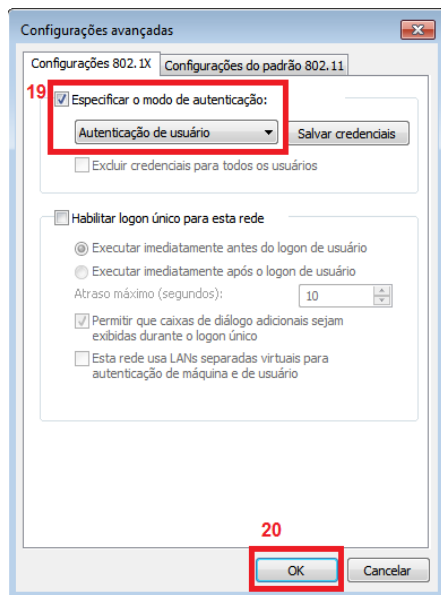 Configurações avançadas
Configurações 802.1X
Configurações do padrão 802.11
19
Especificar o modo de autenticação:
Autenticação de usuário
Salvar credenciais
Excluir credenciais para todos os usuários
Habilitar logon único para esta rede
Executar imediatamente antes do logon de usuário
Executar imediatamente após o logon de usuário
Atraso máximo (segundos):
10
Permitir que caixas de diálogo adicionais sejam
exibidas durante o logon único
Esta rede usa LANs separadas virtuais para
autenticação de máquina e de usuário
20
OK
Cancelar